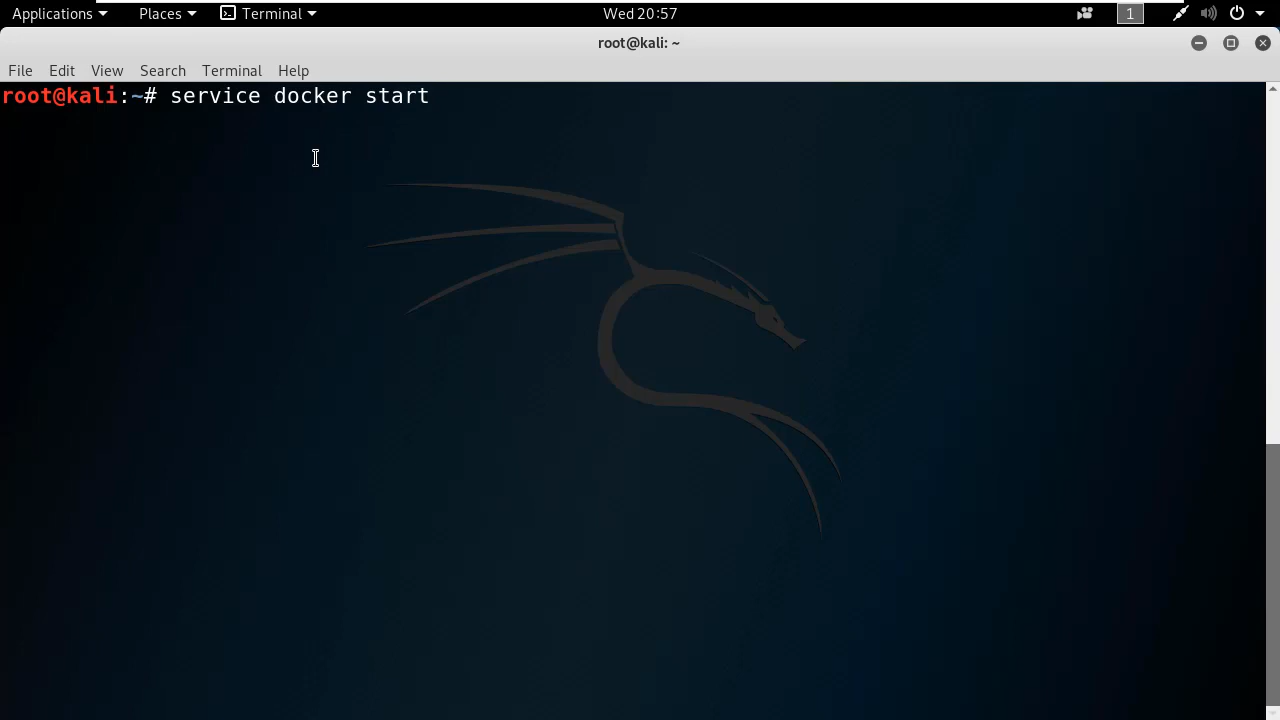 Applications Places Terminal Wed 20:57 1
root@kali: ~
File Edit View Search Terminal Help
root@kali:~# service docker start